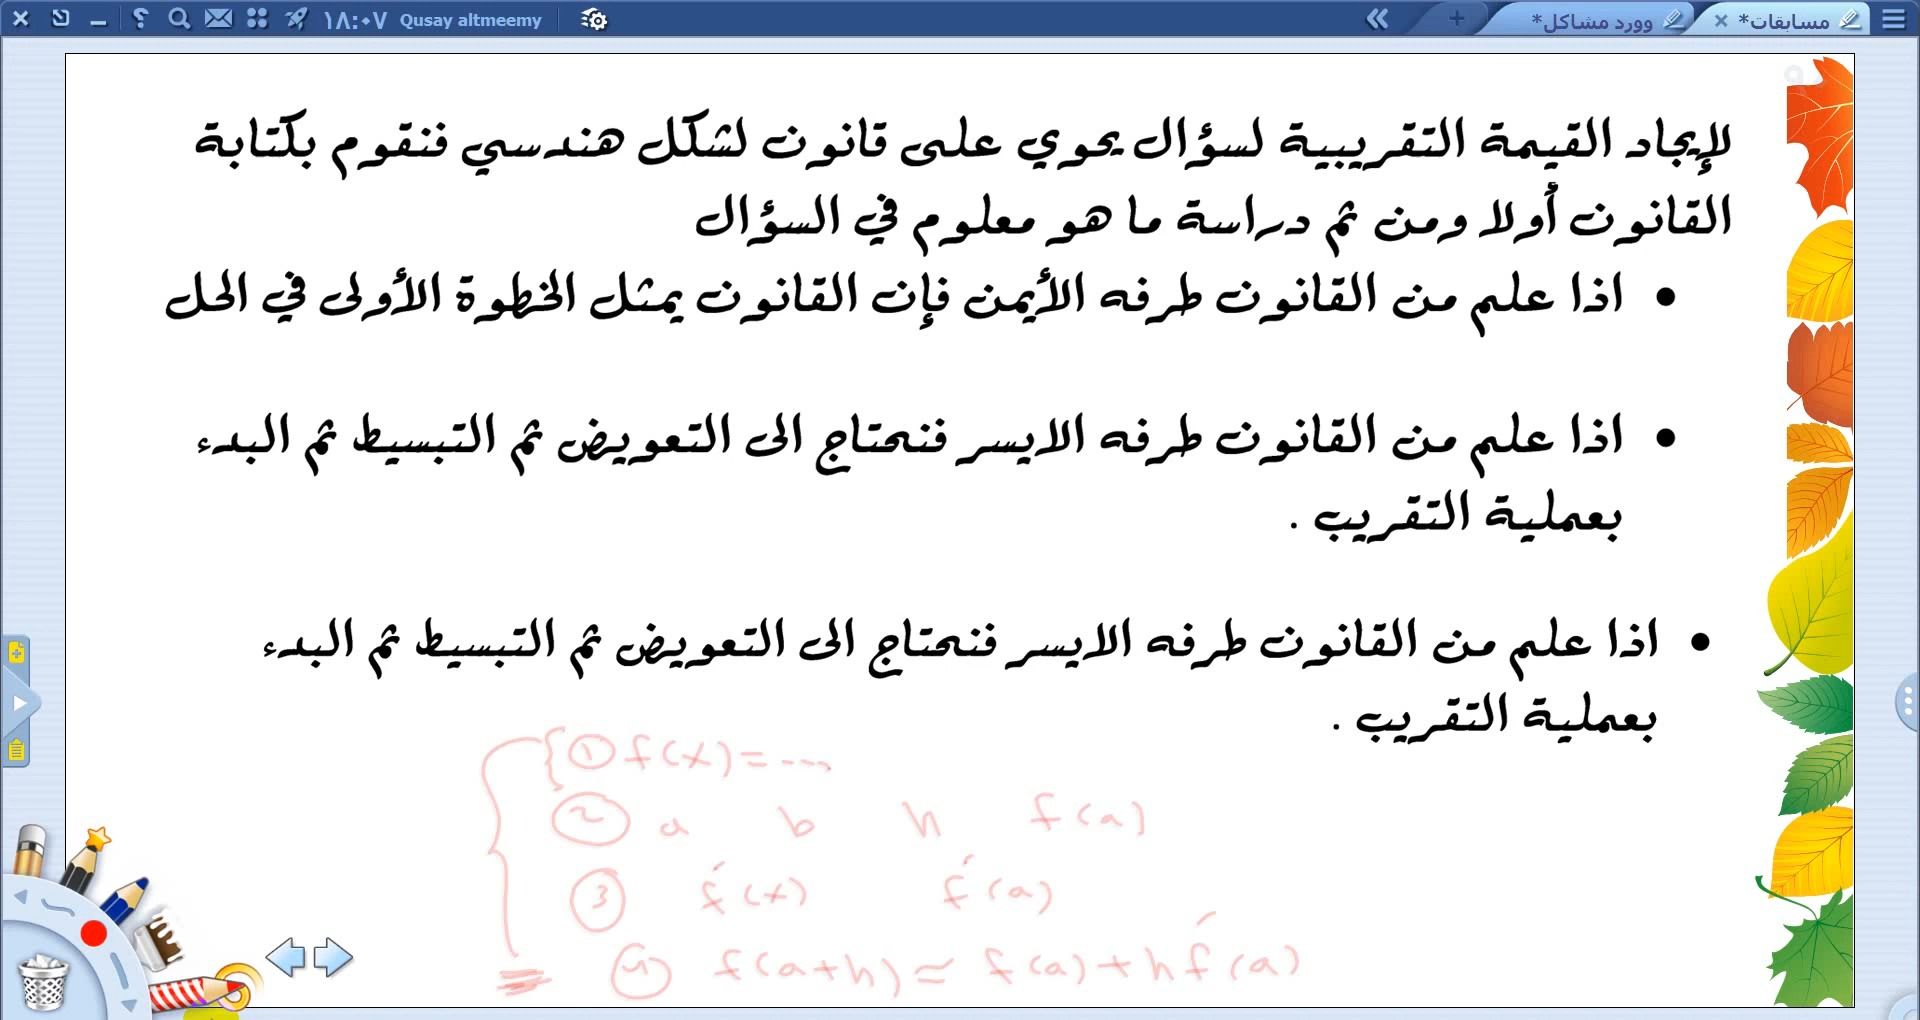 ١٨:٠٧ Qusay altmeemy
وورد مشاكل*
مسابقات*
لإيجاد القيمة التقريبية لسؤال يحوي على قانون لشكل هندسي فنقوم بكتابة
القانون أولا ومن ثم دراسة ما هو معلوم في السؤال
• اذا علم من القانون طرفه الأيمن فإن القانون يمثل الخطوة الأولى في الحل
• اذا علم من القانون طرفه الايسر فنحتاج الى التعويض ثم التبسيط ثم البدء
بعملية التقريب .
• اذا علم من القانون طرفه الايسر فنحتاج الى التعويض ثم التبسيط ثم البدء
بعملية التقريب .
① f(x) = ----
② a b h f(a)
③ f́(x) f́(a)
④ f(a+h) ≃ f(a)+hf́(a)